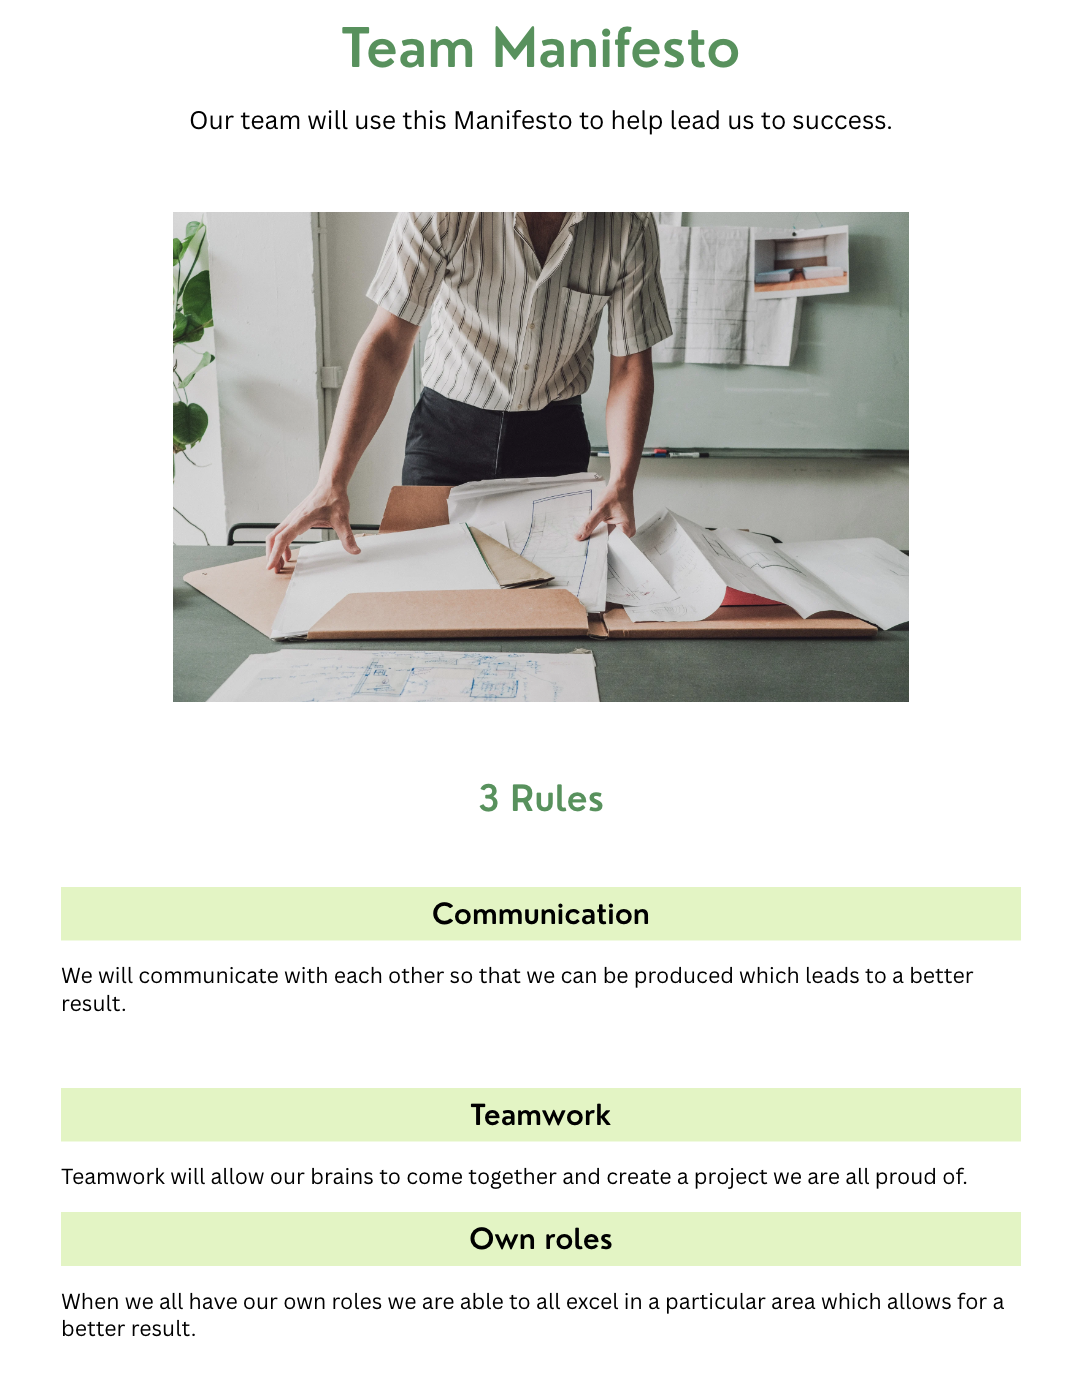 Team Manifesto
Our team will use this Manifesto to help lead us to success.
3 Rules
Communication
We will communicate with each other so that we can be produced which leads to a better
result.
Teamwork
Teamwork will allow our brains to come together and create a project we are all proud of.
Own roles
When we all have our own roles we are able to all excel in a particular area which allows for a
better result.